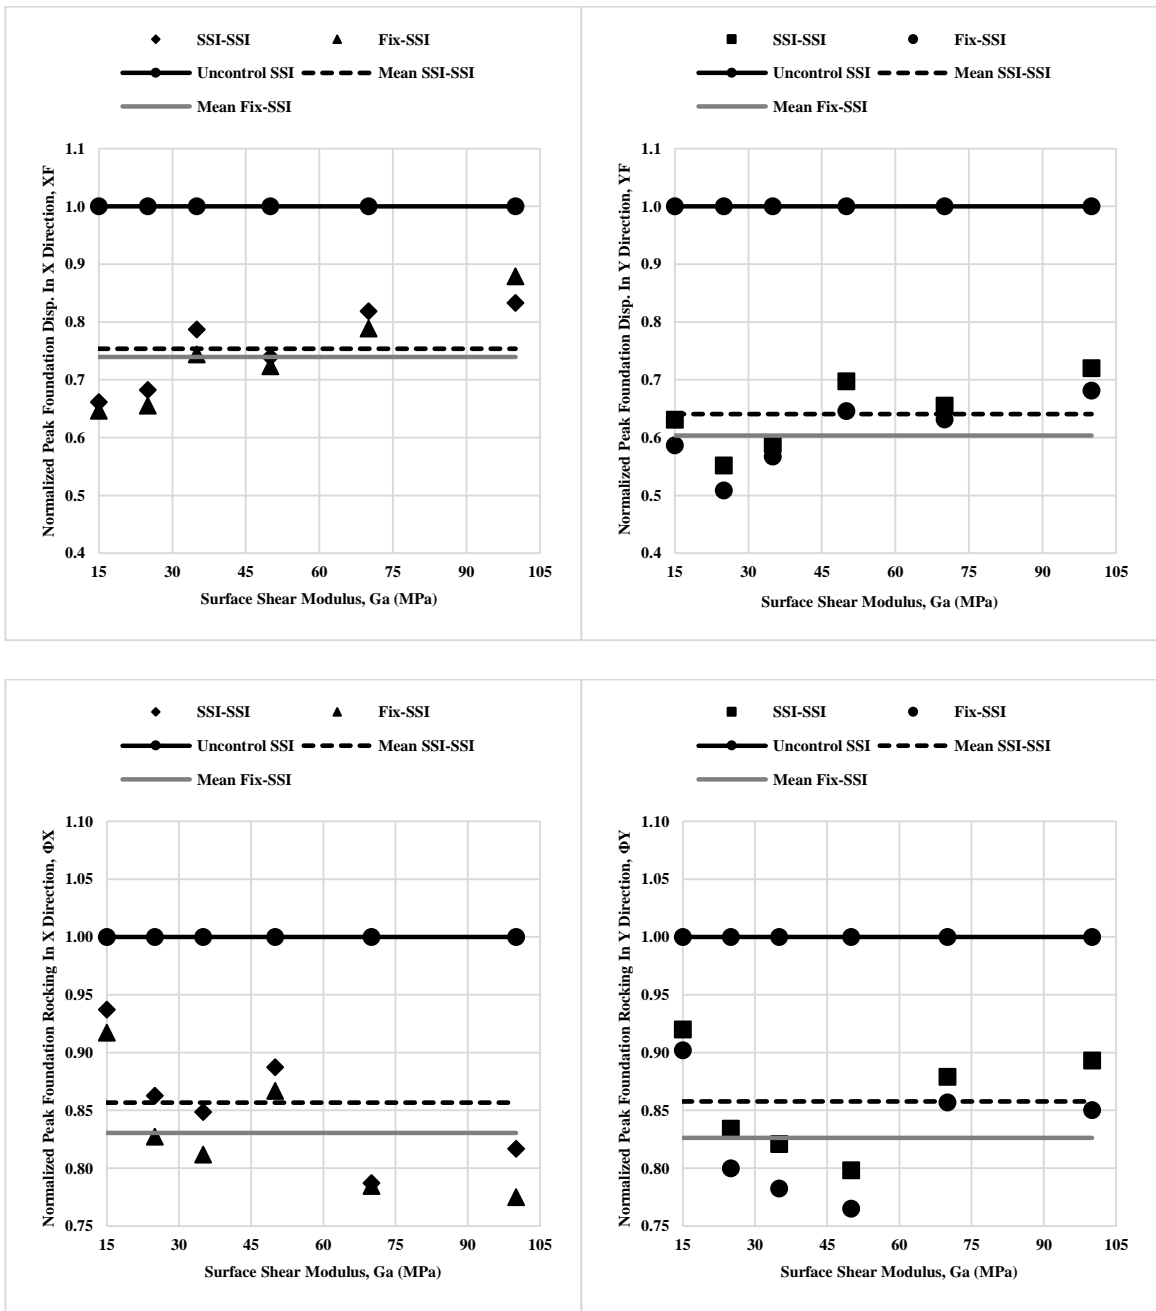 SSI-SSI
Fix-SSI
Uncontrol SSI
Mean SSI-SSI
Mean Fix-SSI
Normalized Peak Foundation Disp. In X Direction, XF
1.1
1.0
0.9
0.8
0.7
0.6
0.5
0.4
15 30 45 60 75 90 105
Surface Shear Modulus, Ga (MPa)
SSI-SSI
Fix-SSI
Uncontrol SSI
Mean SSI-SSI
Mean Fix-SSI
Normalized Peak Foundation Disp. In Y Direction, YF
1.1
1.0
0.9
0.8
0.7
0.6
0.5
0.4
15 30 45 60 75 90 105
Surface Shear Modulus, Ga (MPa)
SSI-SSI
Fix-SSI
Uncontrol SSI
Mean SSI-SSI
Mean Fix-SSI
Normalized Peak Foundation Rocking In X Direction, ΦX
1.10
1.05
1.00
0.95
0.90
0.85
0.80
0.75
15 30 45 60 75 90 105
Surface Shear Modulus, Ga (MPa)
SSI-SSI
Fix-SSI
Uncontrol SSI
Mean SSI-SSI
Mean Fix-SSI
Normalized Peak Foundation Rocking In Y Direction, ΦY
1.10
1.05
1.00
0.95
0.90
0.85
0.80
0.75
15 30 45 60 75 90 105
Surface Shear Modulus, Ga (MPa)